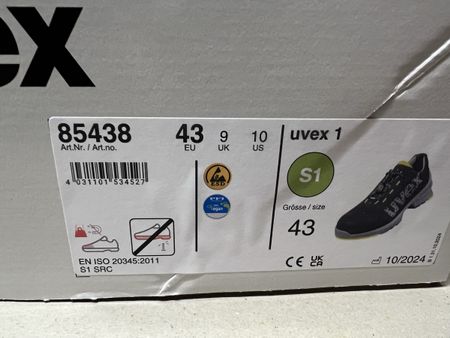 ex
85438
Art.Nr. / Art.no.
43
EU
9
UK
10
US
uvex 1
4 031101 534527
ESD
S1
Grösse / size
43
uvex
EN ISO 20345:2011
S1 SRC
CE UK CA
10/2024